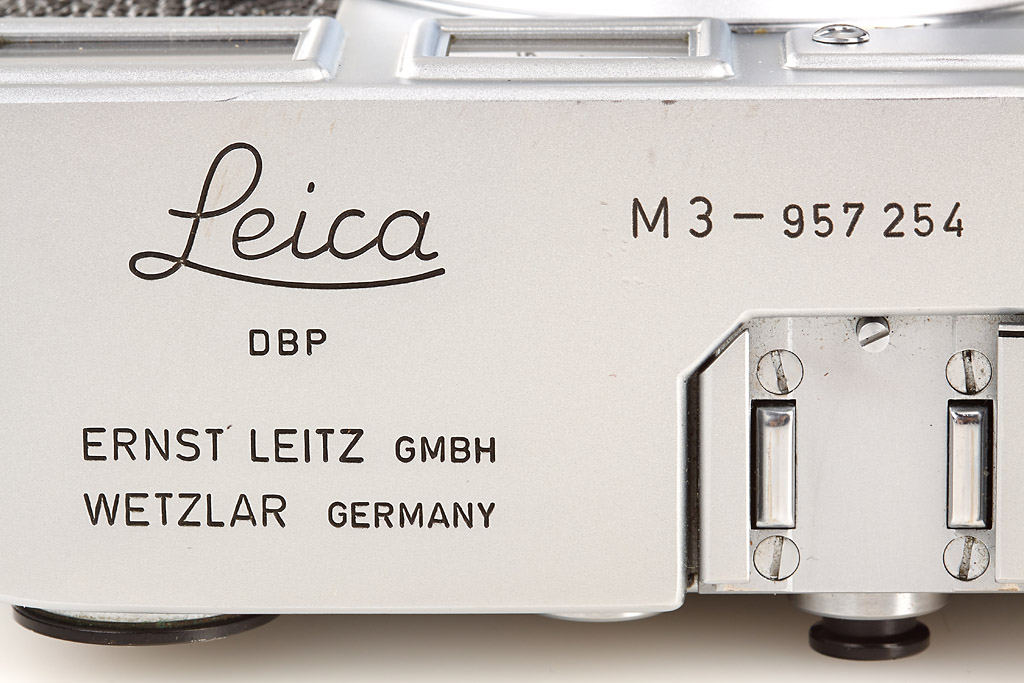 Leica
M3-957 254
DBP
ERNST LEITZ GMBH
WETZLAR GERMANY